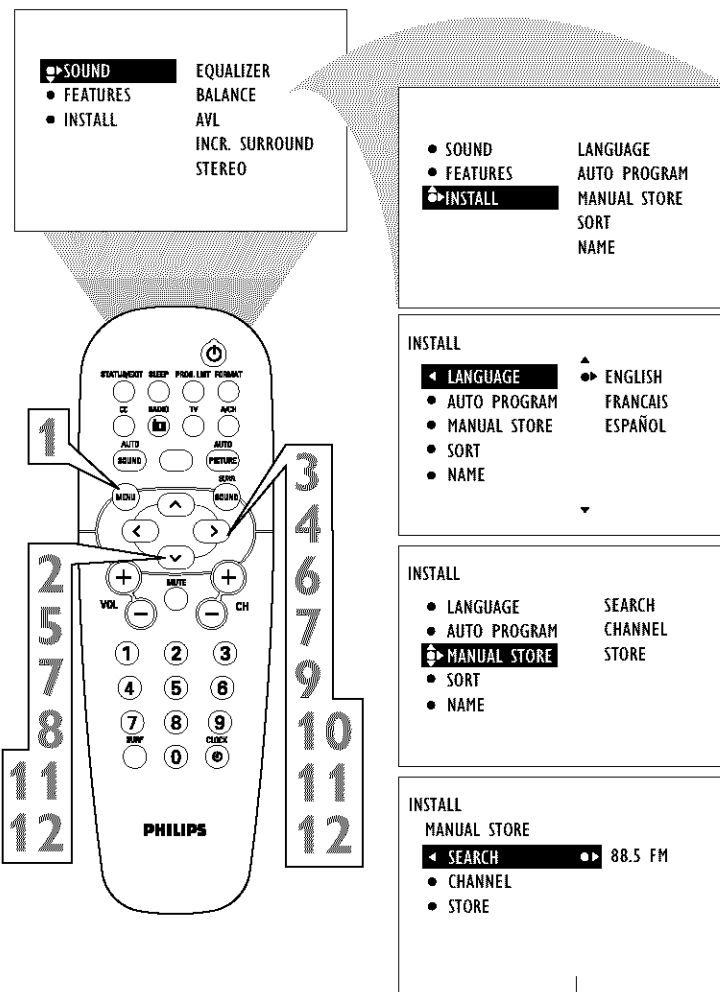 SOUND EQUALIZER
FEATURES BALANCE
INSTALL AVL
INCR. SURROUND
STEREO
SOUND LANGUAGE
FEATURES AUTO PROGRAM
INSTALL MANUAL STORE
SORT
NAME
INSTALL
LANGUAGE ENGLISH
AUTO PROGRAM FRANCAIS
MANUAL STORE ESPAÑOL
SORT
NAME
INSTALL
LANGUAGE SEARCH
AUTO PROGRAM CHANNEL
MANUAL STORE STORE
SORT
NAME
INSTALL
MANUAL STORE
SEARCH 88.5 FM
CHANNEL
STORE
STATUS/EXIT SLEEP PROG. LIST FORMAT
CC RADIO TV A/CH
AUTO AUTO
SOUND PICTURE
SURR.
MENU SOUND
MUTE
VOL CH
1 2 3
4 5 6
7 8 9
SURF CLOCK
0
PHILIPS
1
2
5
7
8
11
12
3
4
6
7
9
10
11
12